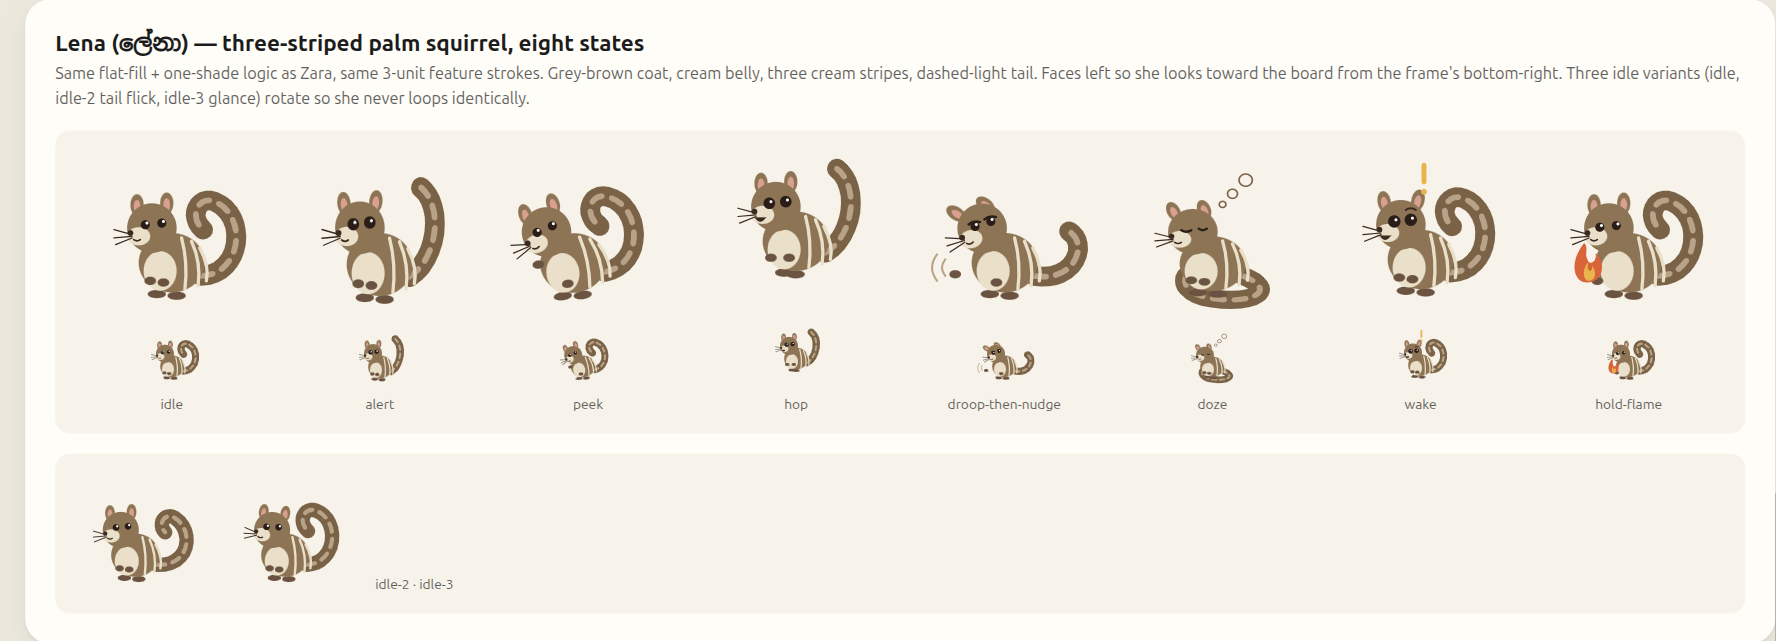 Lena (ලේනා) — three-striped palm squirrel, eight states
Same flat-fill + one-shade logic as Zara, same 3-unit feature strokes. Grey-brown coat, cream belly, three cream stripes, dashed-light tail. Faces left so she looks toward the board from the frame's bottom-right. Three idle variants (idle,
idle-2 tail flick, idle-3 glance) rotate so she never loops identically.
idle
alert
peek
hop
droop-then-nudge
doze
wake
hold-flame
idle-2 · idle-3